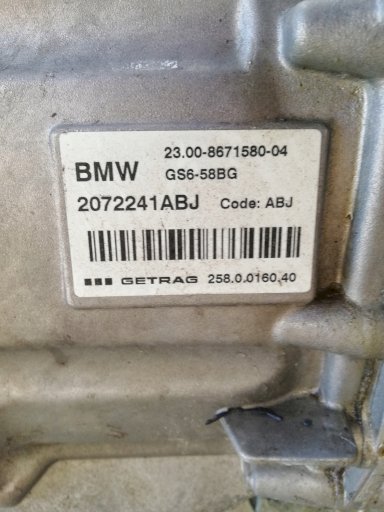 23.00-8671580-04
BMW GS6-58BG
2072241ABJ Code: ABJ
GETRAG 258.0.0160.40